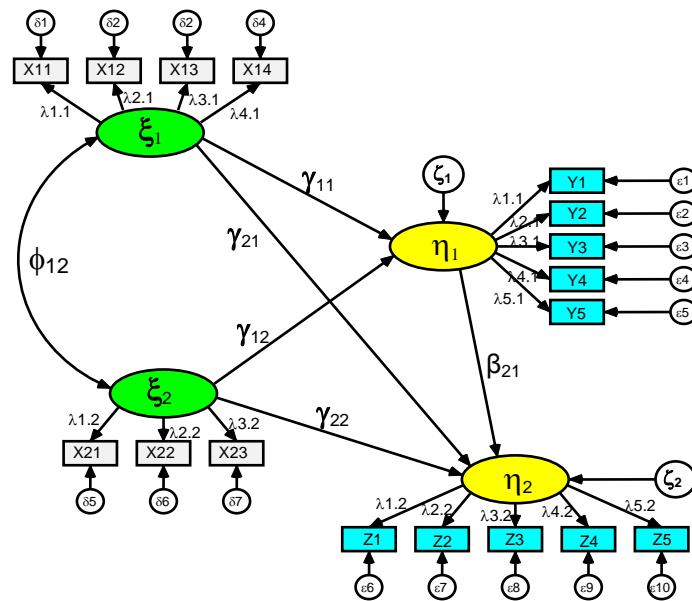 δ1 δ2 δ2 δ4
X11 X12 X13 X14
λ1.1 λ2.1 λ3.1 λ4.1
ξ1
γ11
ζ1
λ1.1 Y1 ε1
λ2.1 Y2 ε2
η1 λ3.1 Y3 ε3
λ4.1 Y4 ε4
λ5.1 Y5 ε5
γ21
ϕ12
γ12
β21
ξ2
γ22
λ1.2 λ2.2 λ3.2
X21 X22 X23
δ5 δ6 δ7
η2 ζ2
λ1.2 λ2.2 λ3.2 λ4.2 λ5.2
Z1 Z2 Z3 Z4 Z5
ε6 ε7 ε8 ε9 ε10